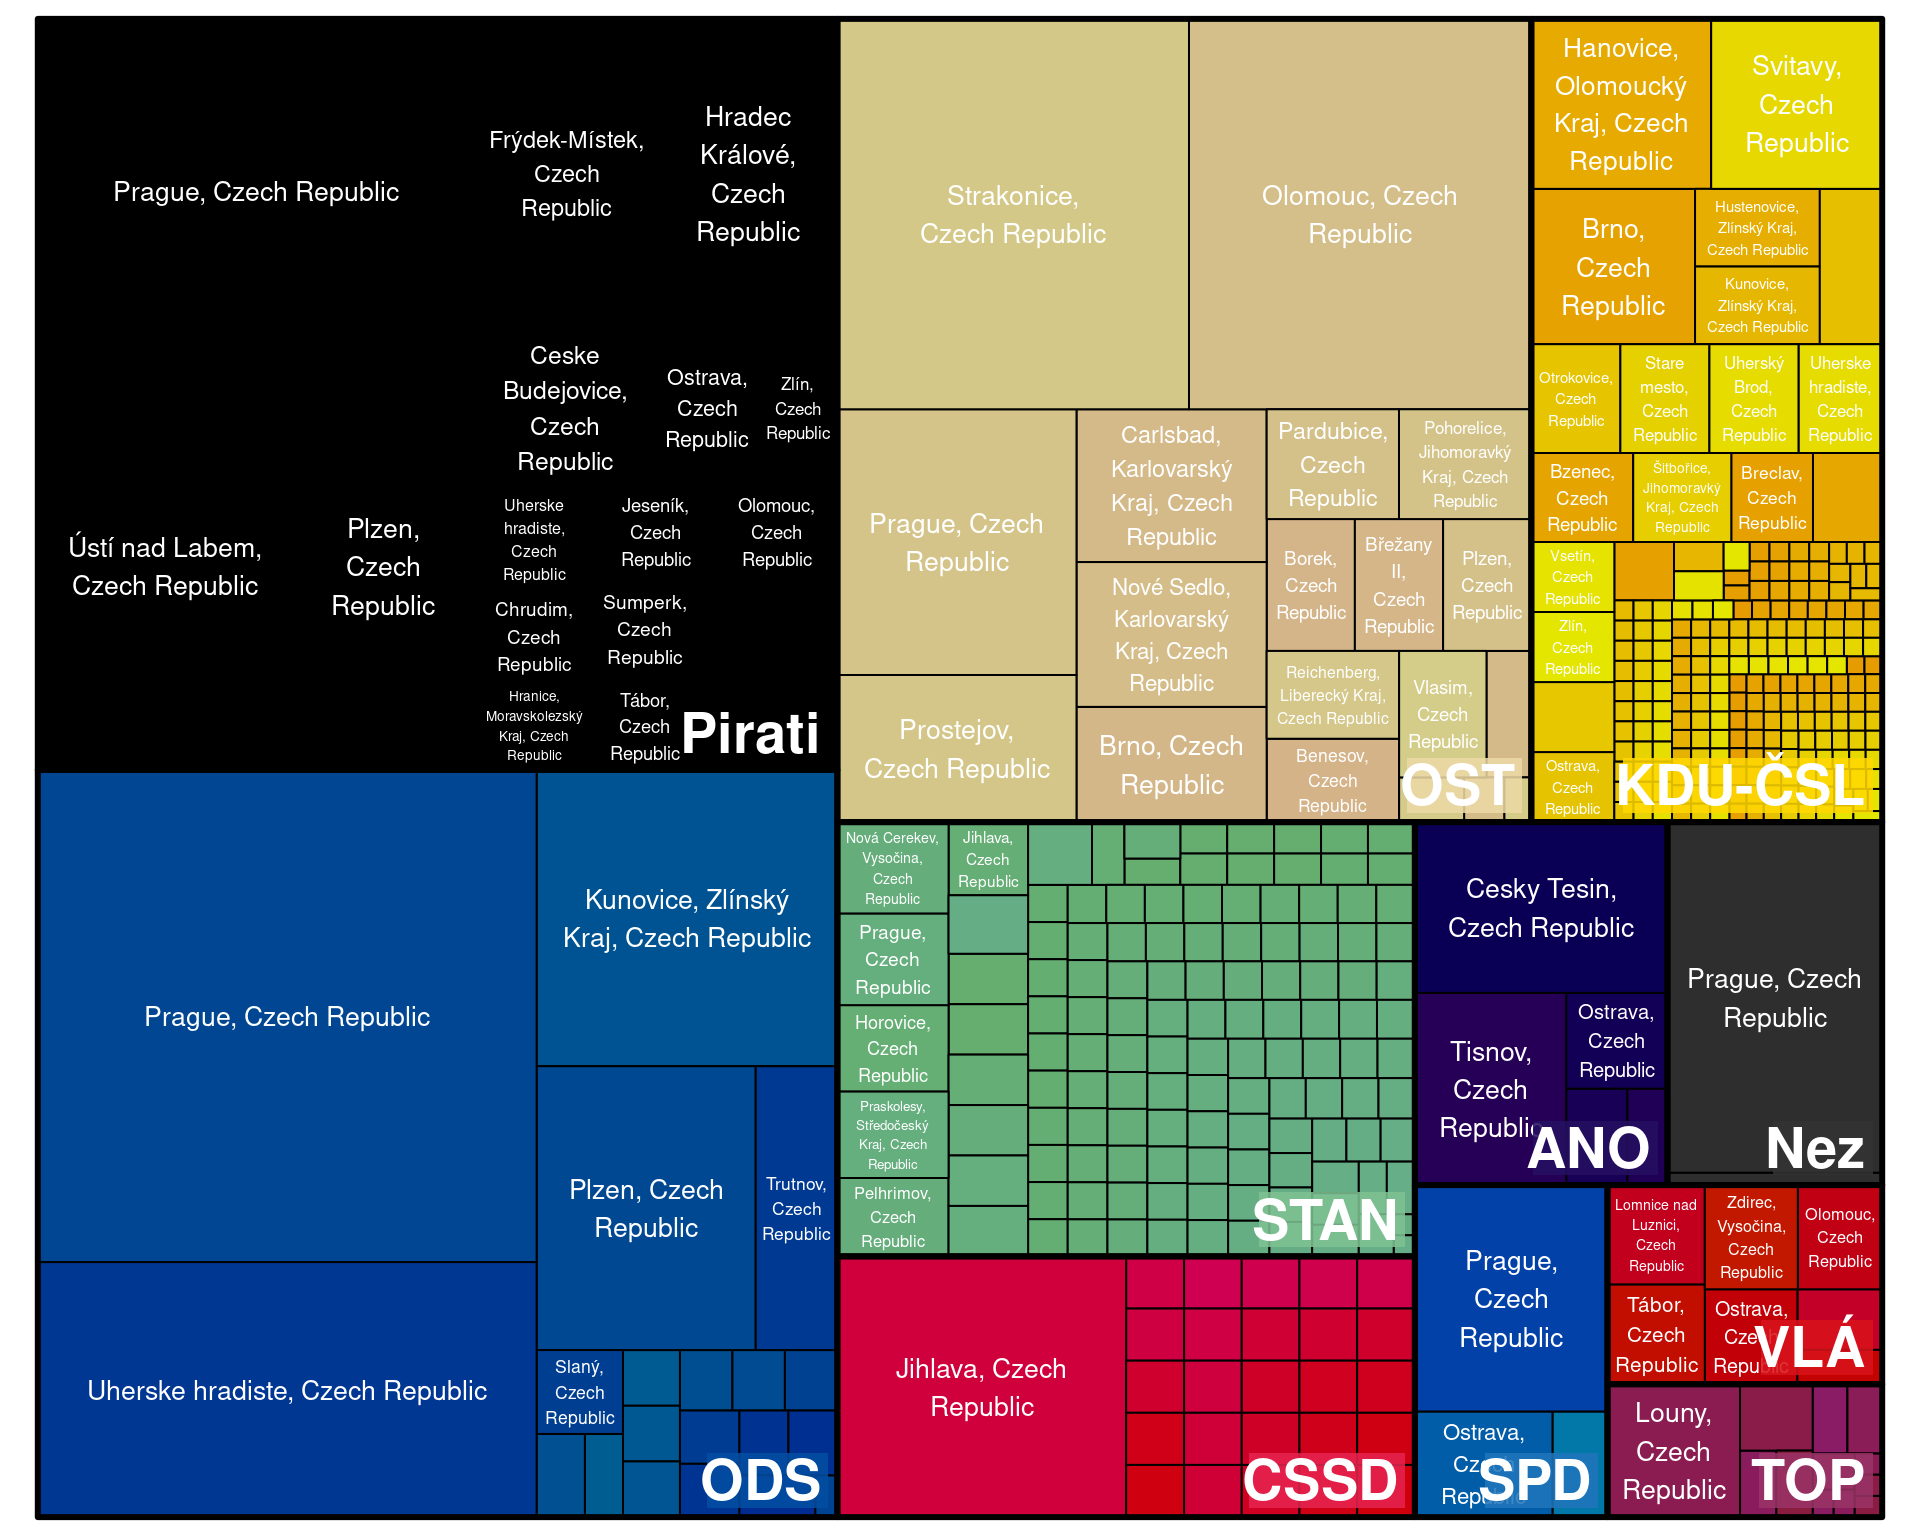 Prague, Czech Republic
Frýdek-Místek,
Czech
Republic
Hradec
Králové,
Czech
Republic
Ústí nad Labem,
Czech Republic
Plzen,
Czech
Republic
Ceske
Budejovice,
Czech
Republic
Ostrava,
Czech
Republic
Zlín,
Czech
Republic
Uherske
hradiste,
Czech
Republic
Jeseník,
Czech
Republic
Olomouc,
Czech
Republic
Chrudim,
Czech
Republic
Sumperk,
Czech
Republic
Hranice,
Moravskolezský
Kraj, Czech
Republic
Tábor,
Czech
Republic
Pirati
Strakonice,
Czech Republic
Olomouc, Czech
Republic
Prague, Czech
Republic
Prostejov,
Czech Republic
Carlsbad,
Karlovarský
Kraj, Czech
Republic
Nové Sedlo,
Karlovarský
Kraj, Czech
Republic
Brno, Czech
Republic
Pardubice,
Czech
Republic
Pohorelice,
Jihomoravký
Kraj, Czech
Republic
Borek,
Czech
Republic
Břežany
II,
Czech
Republic
Plzen,
Czech
Republic
Reichenberg,
Liberecký Kraj,
Czech Republic
Benesov,
Czech
Republic
Vlasim,
Czech
Republic
OST
Hanovice,
Olomoucký
Kraj, Czech
Republic
Svitavy,
Czech
Republic
Brno,
Czech
Republic
Hustenovice,
Zlínský Kraj,
Czech Republic
Kunovice,
Zlínský Kraj,
Czech Republic
Otrokovice,
Czech
Republic
Stare
mesto,
Czech
Republic
Uherský
Brod,
Czech
Republic
Uherske
hradiste,
Czech
Republic
Bzenec,
Czech
Republic
Šitbořice,
Jihomoravký
Kraj, Czech
Republic
Breclav,
Czech
Republic
Vsetín,
Czech
Republic
Zlín,
Czech
Republic
Ostrava,
Czech
Republic
KDU-ČSL
Prague, Czech Republic
Uherske hradiste, Czech Republic
Kunovice, Zlínský
Kraj, Czech Republic
Plzen, Czech
Republic
Trutnov,
Czech
Republic
Slaný,
Czech
Republic
ODS
Nová Cerekev,
Vysočina,
Czech
Republic
Jihlava,
Czech
Republic
Prague,
Czech
Republic
Horovice,
Czech
Republic
Praskolesy,
Středočeský
Kraj, Czech
Republic
Pelhrimov,
Czech
Republic
STAN
Jihlava, Czech
Republic
CSSD
Cesky Tesin,
Czech Republic
Tisnov,
Czech
Republic
Ostrava,
Czech
Republic
ANO
Prague, Czech
Republic
Nez
Prague,
Czech
Republic
Ostrava,
Czech
Republic
SPD
Lomnice nad
Luznici,
Czech
Republic
Zdirec,
Vysočina,
Czech
Republic
Olomouc,
Czech
Republic
Tábor,
Czech
Republic
Ostrava,
Czech
Republic
VLÁ
Louny,
Czech
Republic
TOP